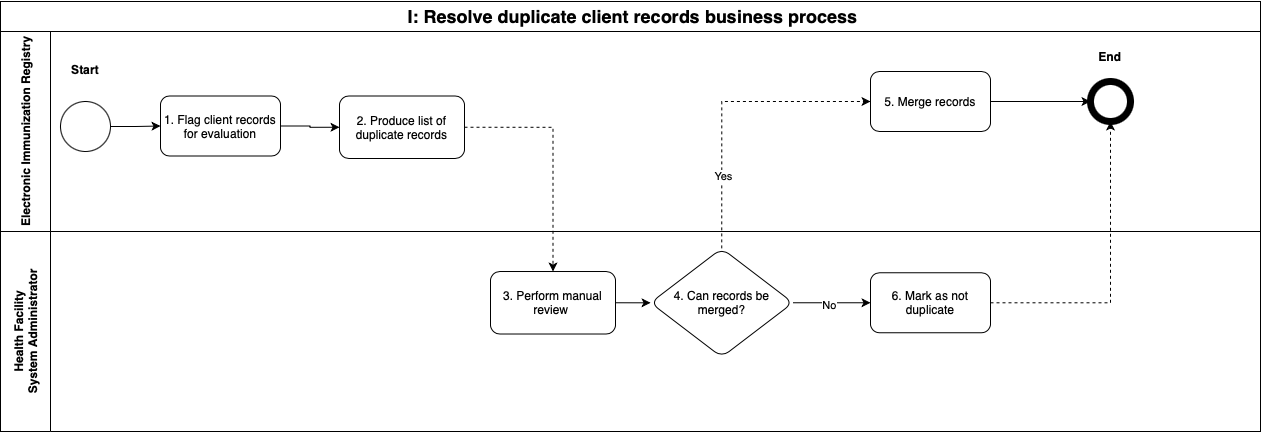 I: Resolve duplicate client records business process
Electronic Immunization Registry
Start
1. Flag client records
for evaluation
2. Produce list of
duplicate records
Yes
5. Merge records
End
Health Facility
System Administrator
3. Perform manual
review
4. Can records be
merged?
No
6. Mark as not
duplicate